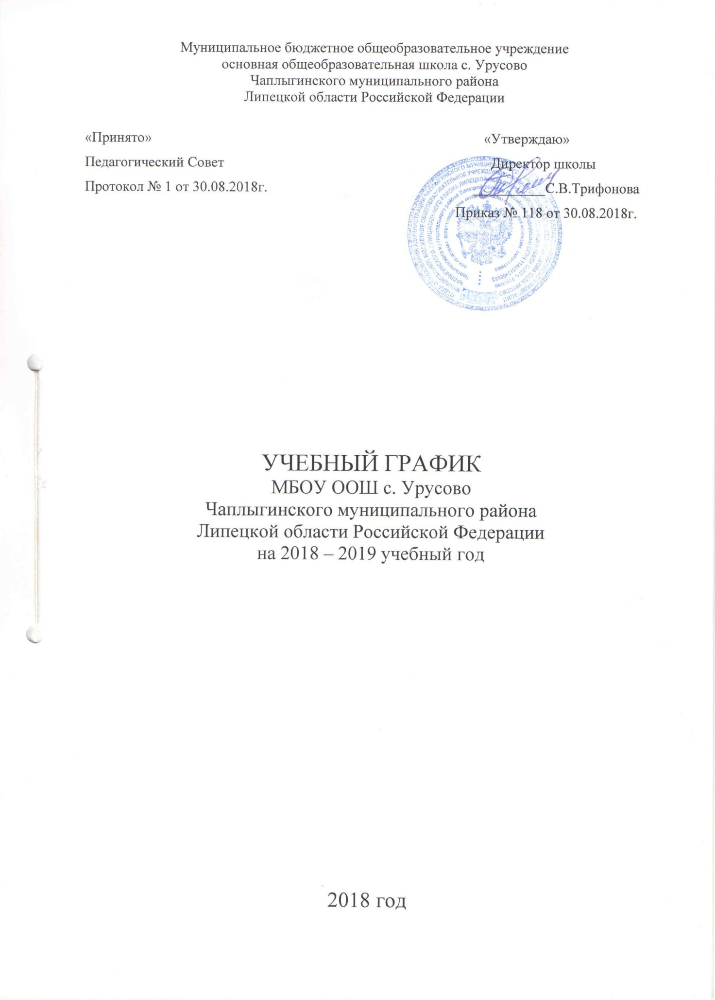 Муниципальное бюджетное общеобразовательное учреждение
основная общеобразовательная школа с. Урусово
Чаплыгинского муниципального района
Липецкой области Российской Федерации
«Принято»
Педагогический Совет
Протокол № 1 от 30.08.2018г.
«Утверждаю»
Директор школы
С.В.Трифонова
Приказ № 118 от 30.08.2018г.
УЧЕБНЫЙ ГРАФИК
МБОУ ООШ с. Урусово
Чаплыгинского муниципального района
Липецкой области Российской Федерации
на 2018 – 2019 учебный год
2018 год